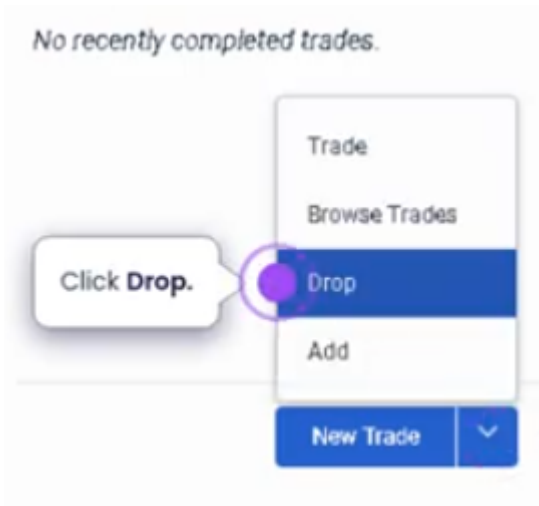 No recently completed trades.
Trade
Browse Trades
Click Drop.
Drop
Add
New Trade